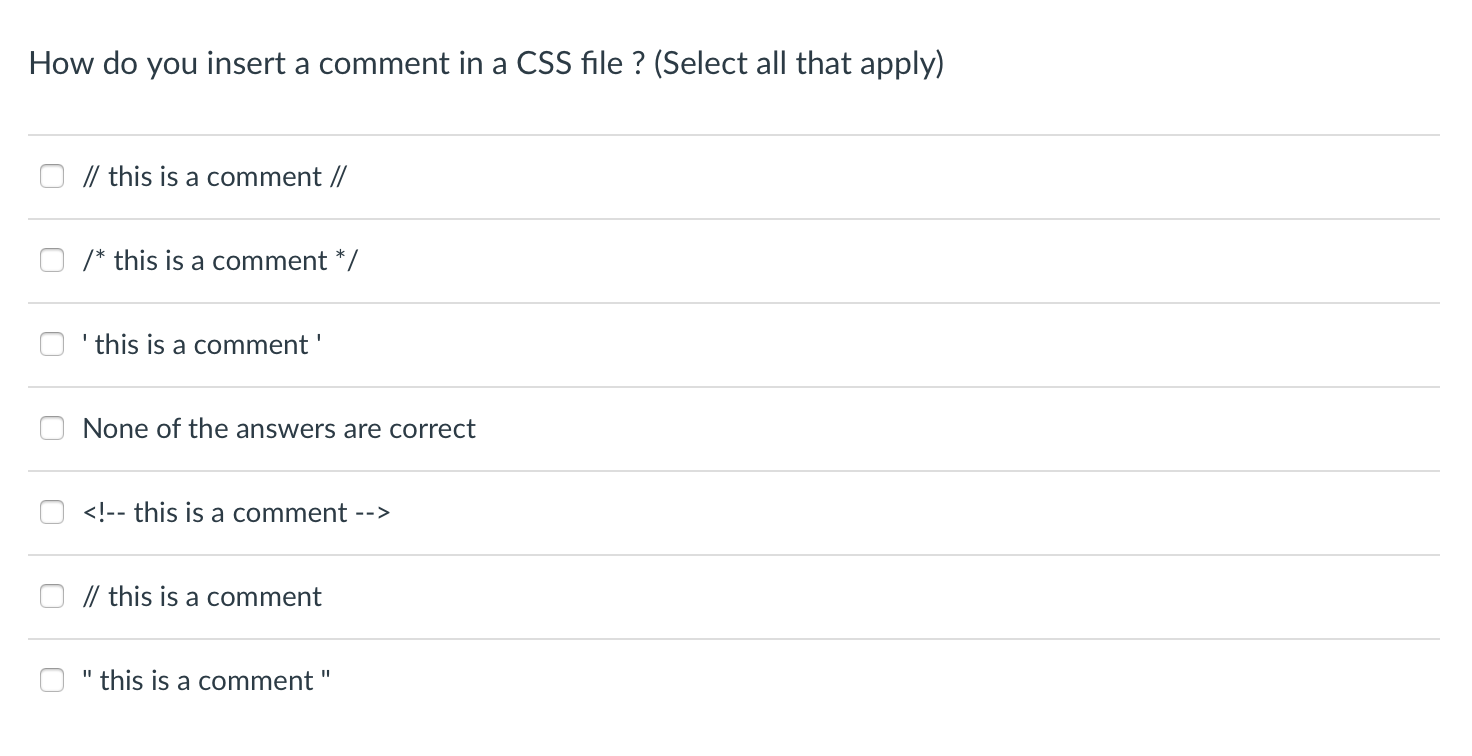 How do you insert a comment in a CSS file ? (Select all that apply)
// this is a comment //
/* this is a comment */
' this is a comment '
None of the answers are correct
<!-- this is a comment -->
// this is a comment
" this is a comment "